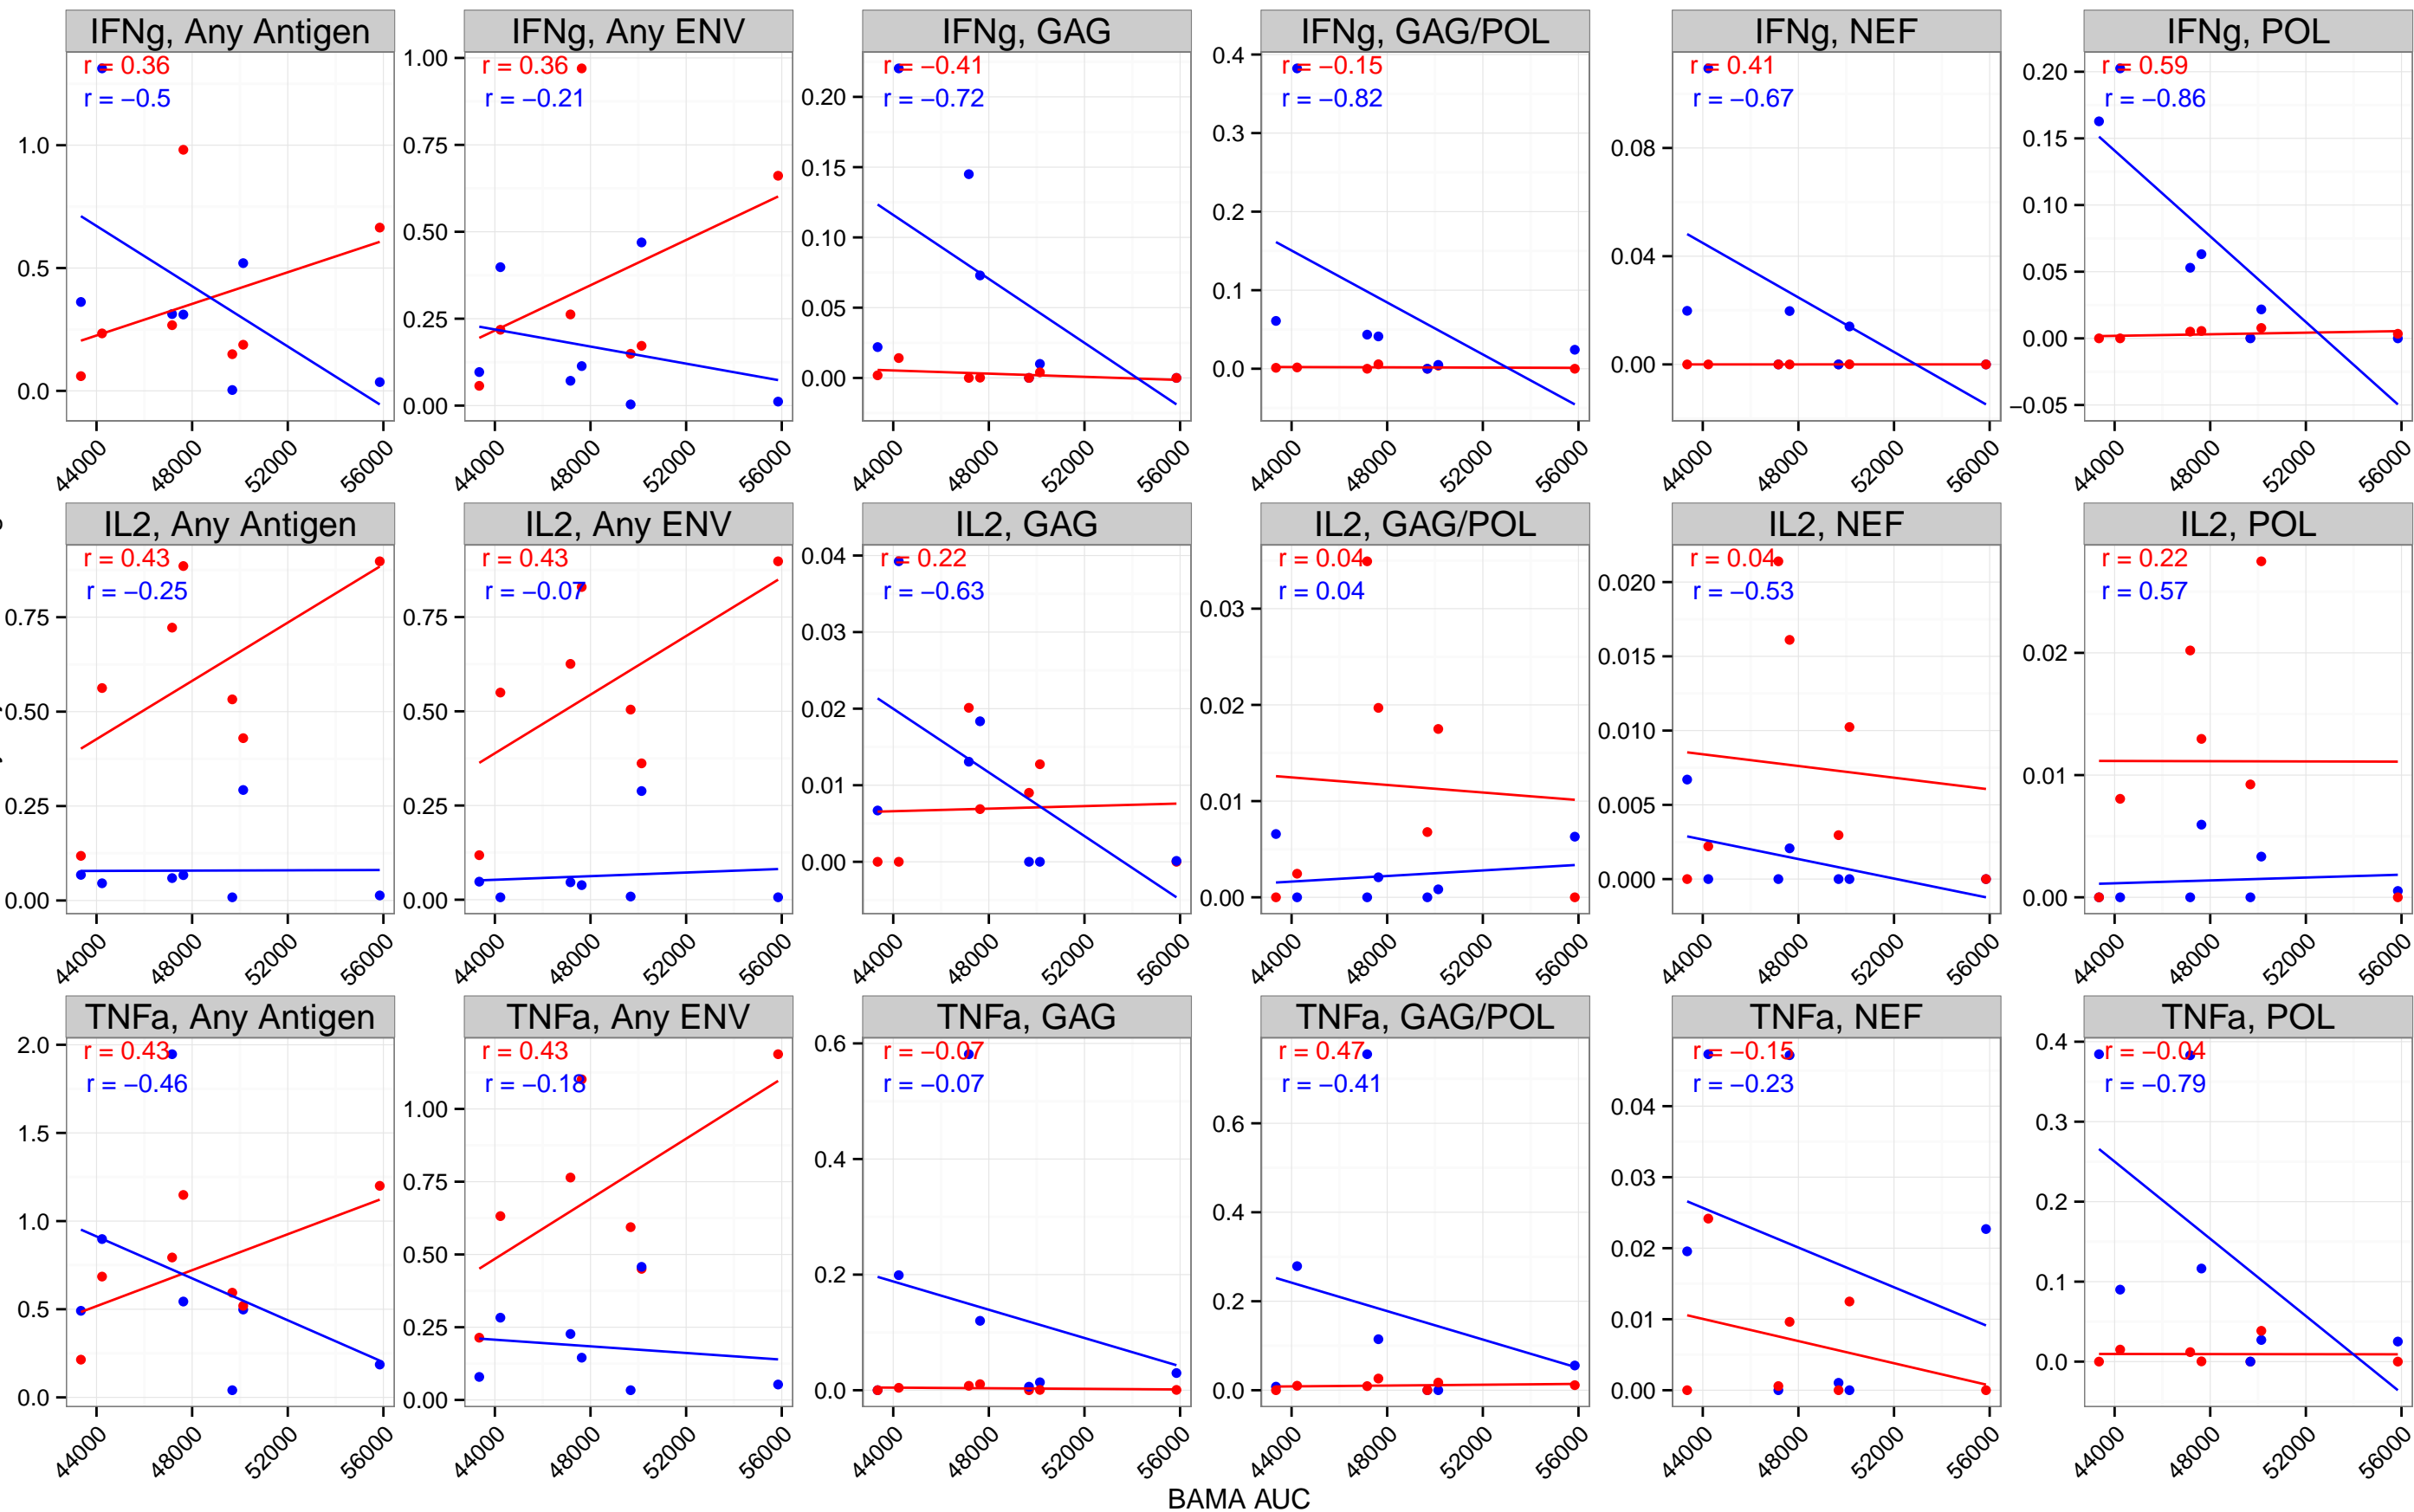 IFNg, Any Antigen
IFNg, Any ENV
IFNg, GAG
IFNg, GAG/POL
IFNg, NEF
IFNg, POL
r = 0.36
r = −0.5
1.0
0.5
0.0
44000 48000 52000 56000
r = 0.36
r = −0.21
1.00
0.75
0.50
0.25
0.00
44000 48000 52000 56000
r = −0.41
r = −0.72
0.20
0.15
0.10
0.05
0.00
44000 48000 52000 56000
r = −0.15
r = −0.82
0.4
0.3
0.2
0.1
0.0
44000 48000 52000 56000
r = 0.41
r = −0.67
0.08
0.04
0.00
44000 48000 52000 56000
r = 0.59
r = −0.86
0.20
0.15
0.10
0.05
0.00
−0.05
44000 48000 52000 56000
IL2, Any Antigen
IL2, Any ENV
IL2, GAG
IL2, GAG/POL
IL2, NEF
IL2, POL
r = 0.43
r = −0.25
0.75
0.50
0.25
0.00
44000 48000 52000 56000
r = 0.43
r = −0.07
0.75
0.50
0.25
0.00
44000 48000 52000 56000
r = 0.22
r = −0.63
0.04
0.03
0.02
0.01
0.00
44000 48000 52000 56000
r = 0.04
r = 0.04
0.03
0.02
0.01
0.00
44000 48000 52000 56000
r = 0.04
r = −0.53
0.020
0.015
0.010
0.005
0.000
44000 48000 52000 56000
r = 0.22
r = 0.57
0.02
0.01
0.00
44000 48000 52000 56000
TNFa, Any Antigen
TNFa, Any ENV
TNFa, GAG
TNFa, GAG/POL
TNFa, NEF
TNFa, POL
r = 0.43
r = −0.46
2.0
1.5
1.0
0.5
0.0
44000 48000 52000 56000
r = 0.43
r = −0.18
1.00
0.75
0.50
0.25
0.00
44000 48000 52000 56000
r = −0.07
r = −0.07
0.6
0.4
0.2
0.0
44000 48000 52000 56000
r = 0.47
r = −0.41
0.6
0.4
0.2
0.0
44000 48000 52000 56000
r = −0.15
r = −0.23
0.04
0.03
0.02
0.01
0.00
44000 48000 52000 56000
r = −0.04
r = −0.79
0.4
0.3
0.2
0.1
0.0
44000 48000 52000 56000
BAMA AUC